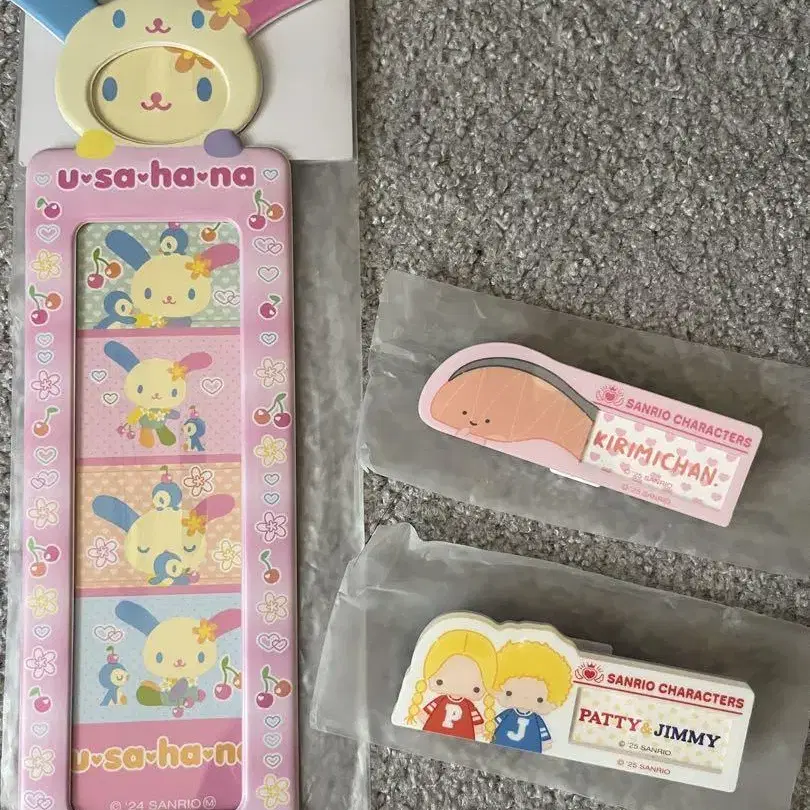 u♥sa♥ha♥na
u♥sa♥ha♥na
© '24 SANRIO Ⓜ
SANRIO CHARACTERS
KIRIMICHAN.
© '25 SANRIO
© '25 SANRIO
P J
SANRIO CHARACTERS
PATTY & JIMMY
© '25 SANRIO
© '25 SANRIO